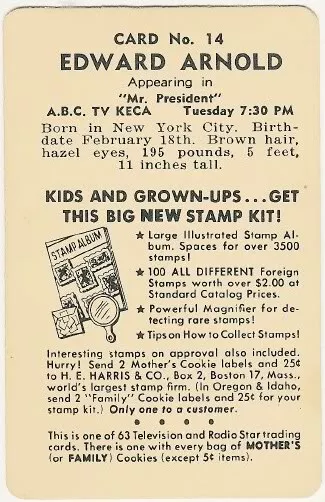 CARD No. 14
EDWARD ARNOLD
Appearing in
"Mr. President"
A.B.C. TV KECA Tuesday 7:30 PM
Born in New York City. Birth-
date February 18th. Brown hair,
hazel eyes, 195 pounds, 5 feet,
11 inches tall.
KIDS AND GROWN-UPS...GET
THIS BIG NEW STAMP KIT!
STAMP ALBUM
★ Large Illustrated Stamp Al-
bum. Spaces for over 3500
stamps!
★ 100 ALL DIFFERENT Foreign
Stamps worth over $2.00 at
Standard Catalog Prices.
★ Powerful Magnifier for de-
tecting rare stamps!
★ Tips on How to Collect Stamps!
Interesting stamps on approval also included.
Hurry! Send 2 Mother's Cookie labels and 25¢
to H. E. HARRIS & CO., Box 2, Boston 17, Mass.,
world's largest stamp firm. (In Oregon & Idaho,
send 2 "Family" Cookie labels and 25¢ for your
stamp kit.) Only one to a customer.
• • • •
This is one of 63 Television and Radio Star trading
cards. There is one with every bag of MOTHER'S
(or FAMILY) Cookies (except 5¢ items).